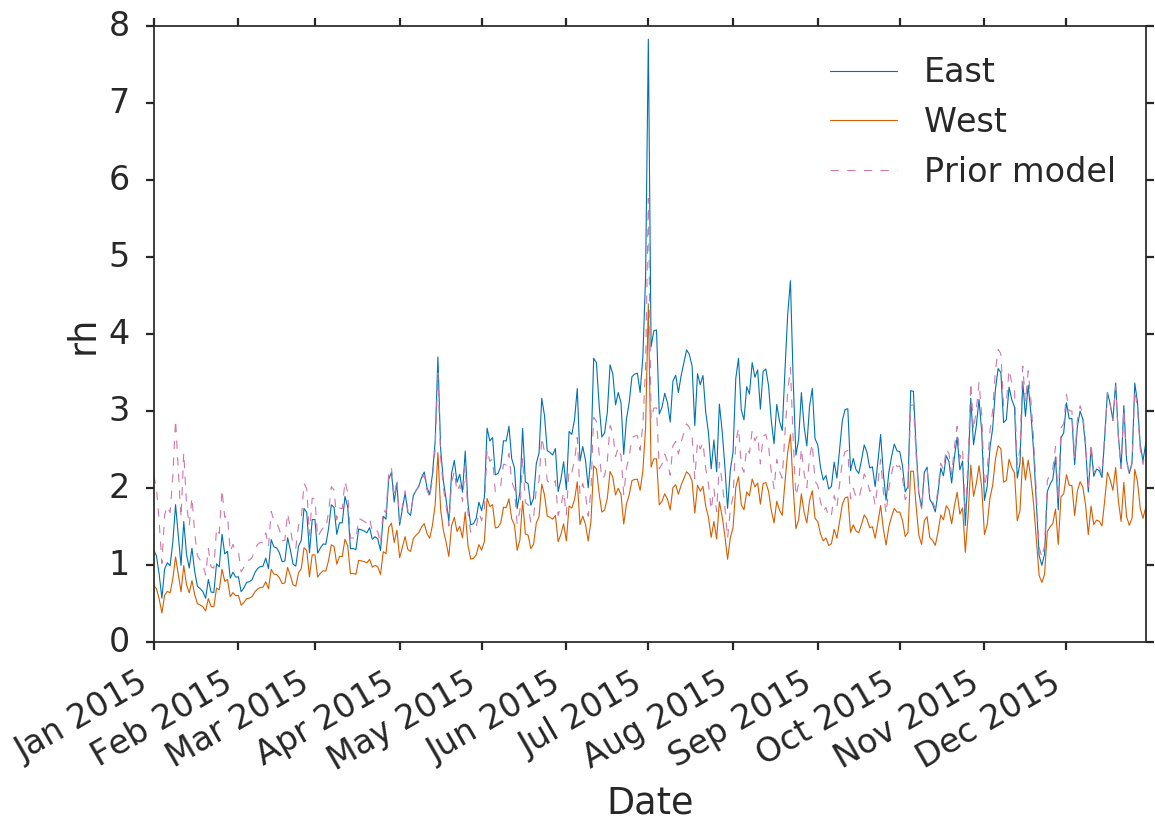 8
7
6
5
4
3
2
1
0
rh
East
West
Prior model
Jan 2015
Feb 2015
Mar 2015
Apr 2015
May 2015
Jun 2015
Jul 2015
Aug 2015
Sep 2015
Oct 2015
Nov 2015
Dec 2015
Date